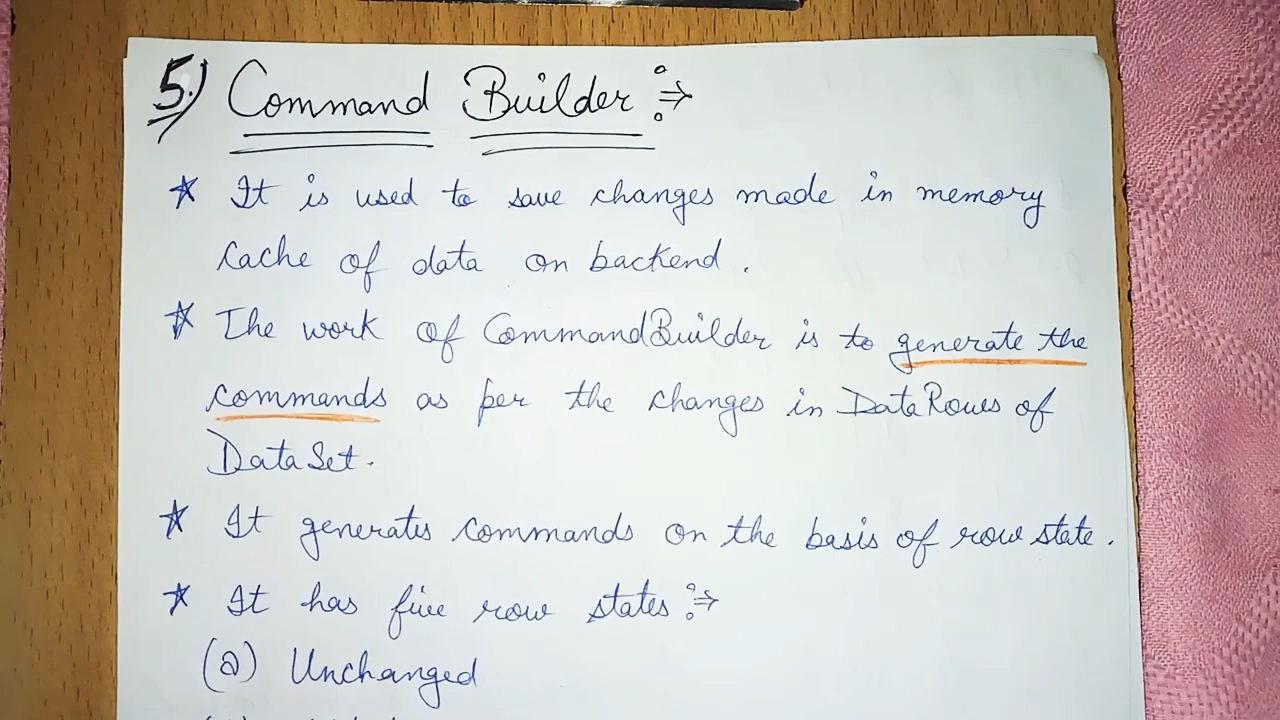 5.) Command Builder :⇒
* It is used to save changes made in memory
cache of data on backend.
* The work of CommandBuilder is to generate the
commands as per the changes in DataRows of
DataSet.
* It generates commands on the basis of row state.
* It has five row states :⇒
(a) Unchanged